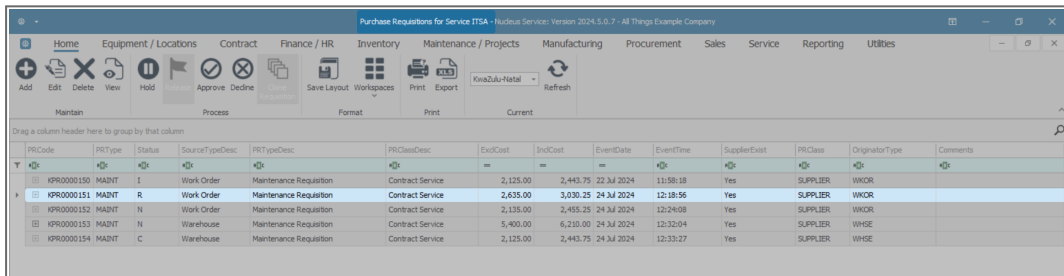 Purchase Requisitions for Service ITSA - Nucleus Service: Version 2024.5.0.7 - All Things Example Company
Home Equipment / Locations Contract Finance / HR Inventory Maintenance / Projects Manufacturing Procurement Sales Service Reporting Utilities
Add Edit Delete View Hold Release Approve Decline Close Requisition Save Layout Workspaces Print Export KwaZulu-Natal Refresh
Maintain Process Format Print Current
Drag a column header here to group by that column
PRCode PRType Status SourceTypeDesc PRTypeDesc PRClassDesc ExclCost InclCost EventDate EventTime SupplierExist PRClass OriginatorType Comments
KPR0000150 MAINT I Work Order Maintenance Requisition Contract Service 2,125.00 2,443.75 22 Jul 2024 11:58:18 Yes SUPPLIER WKOR
KPR0000151 MAINT R Work Order Maintenance Requisition Contract Service 2,635.00 3,030.25 24 Jul 2024 12:18:56 Yes SUPPLIER WKOR
KPR0000152 MAINT N Work Order Maintenance Requisition Contract Service 2,135.00 2,455.25 24 Jul 2024 12:24:08 Yes SUPPLIER WKOR
KPR0000153 MAINT N Warehouse Maintenance Requisition Contract Service 5,400.00 6,210.00 24 Jul 2024 12:32:04 Yes SUPPLIER WHSE
KPR0000154 MAINT C Warehouse Maintenance Requisition Contract Service 2,125.00 2,443.75 24 Jul 2024 12:33:27 Yes SUPPLIER WHSE